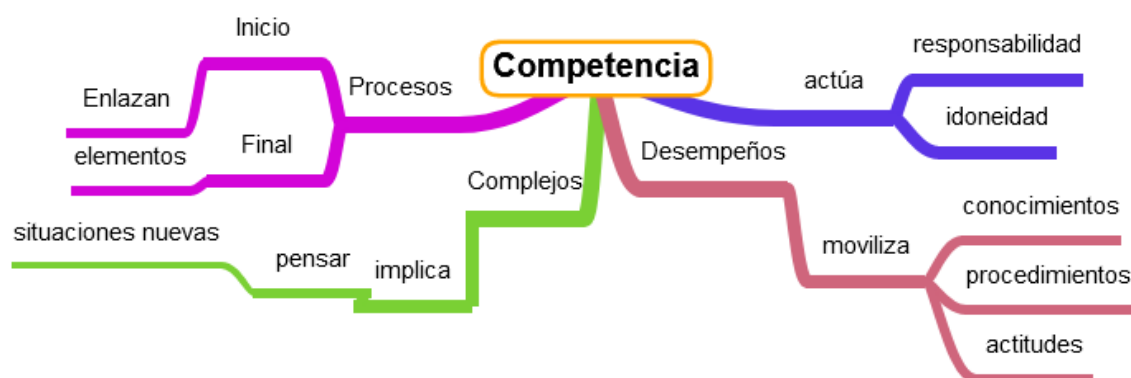 Competencia
Procesos
Inicio
Enlazan
Final
elementos
Complejos
implica
pensar
situaciones nuevas
actúa
responsabilidad
idoneidad
Desempeños
moviliza
conocimientos
procedimientos
actitudes